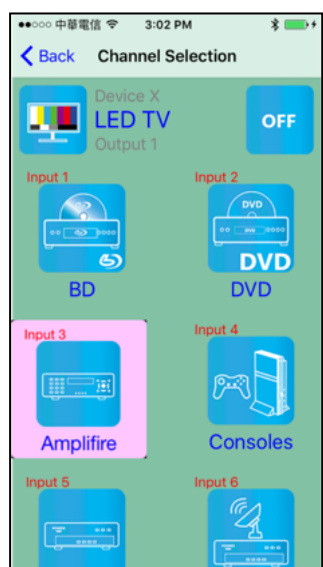 中華電信 3:02 PM
Back Channel Selection
Device X
LED TV
Output 1
OFF
Input 1 Input 2
DVD
DVD
BD DVD
Input 3 Input 4
Amplifire Consoles
Input 5 Input 6